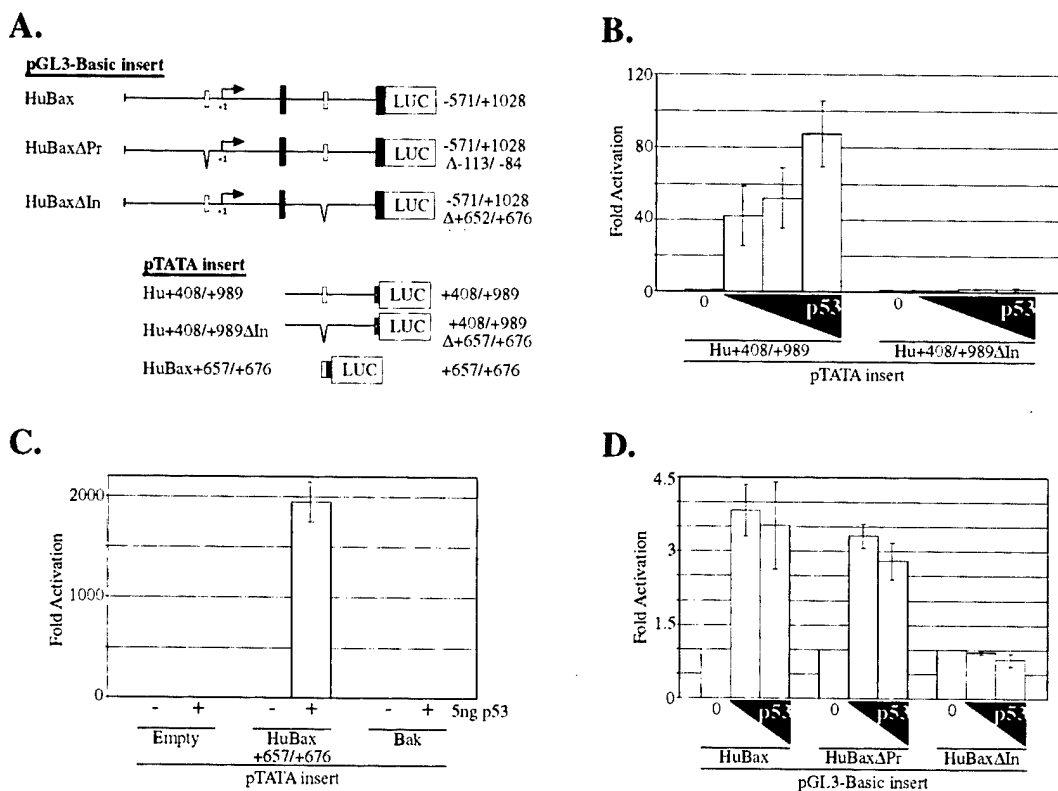 A.
pGL3-Basic insert
HuBax
+1
LUC
-571/+1028
HuBaxΔPr
+1
LUC
-571/+1028
Δ-113/ -84
HuBaxΔIn
+1
LUC
-571/+1028
Δ+652/+676
pTATA insert
Hu+408/+989
LUC
+408/+989
Hu+408/+989ΔIn
LUC
+408/+989
Δ+657/+676
HuBax+657/+676
LUC
+657/+676
B.
Fold Activation
120
80
40
0
0
p53
0
p53
Hu+408/+989
Hu+408/+989ΔIn
pTATA insert
C.
Fold Activation
2000
1000
0
- + - + - + 5ng p53
Empty
HuBax
+657/+676
Bak
pTATA insert
D.
Fold Activation
4.5
3
1.5
0
0
p53
0
p53
0
p53
HuBax
HuBaxΔPr
HuBaxΔIn
pGL3-Basic insert